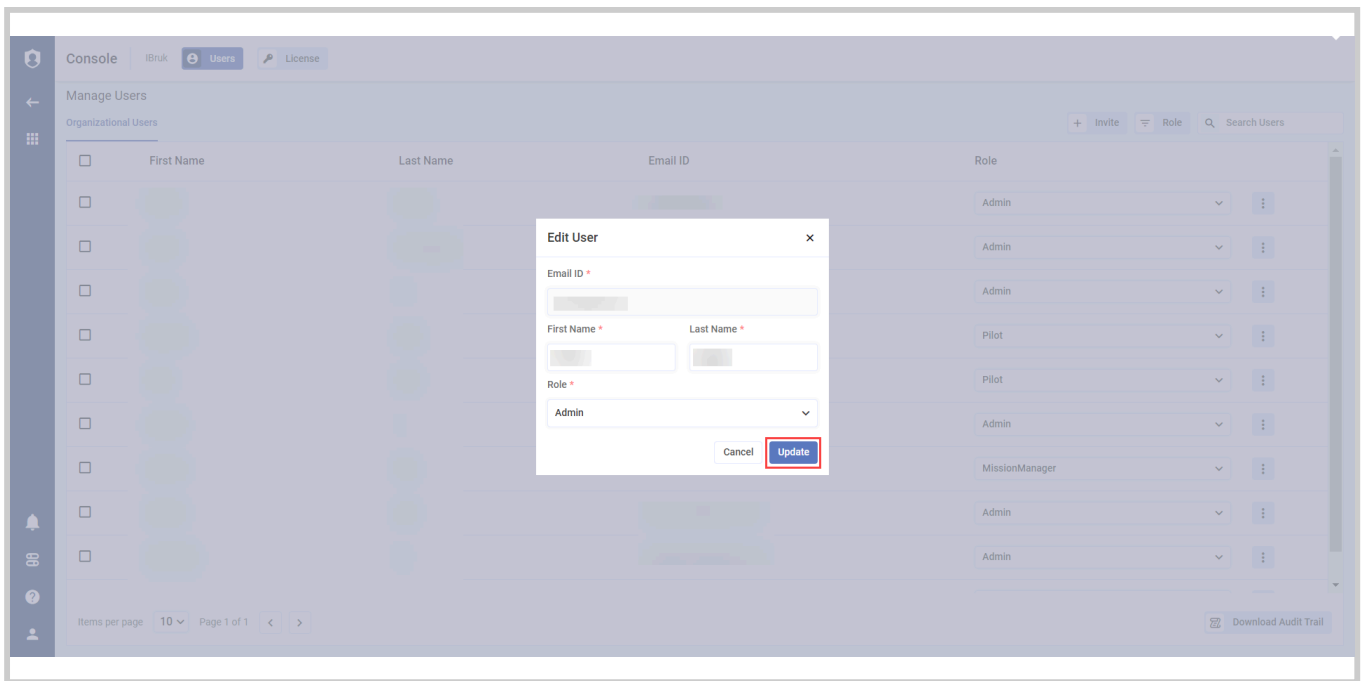 Console IBruk Users License
Manage Users
Organizational Users
Invite Role Search Users
First Name Last Name Email ID Role
Admin
Admin
Admin
Pilot
Pilot
Admin
MissionManager
Admin
Admin
Edit User
Email ID *
First Name * Last Name *
Role *
Admin
Cancel Update
Items per page 10 Page 1 of 1
Download Audit Trail